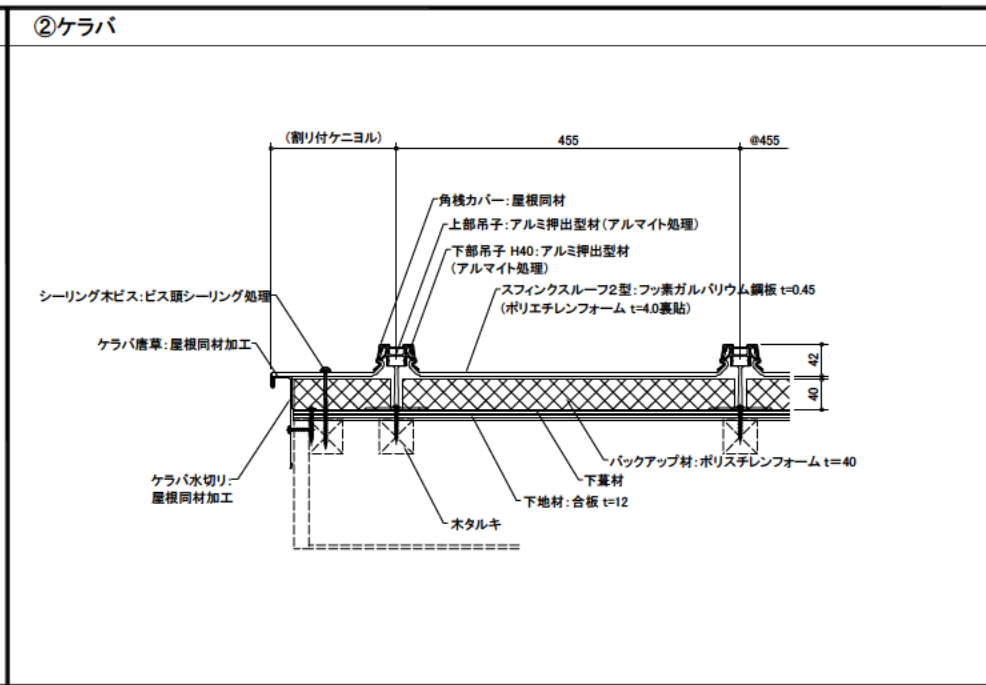 ②ケラバ
(割り付ケニヨル)
455
@455
角桟カバー:屋根同材
上部吊子:アルミ押出型材(アルマイト処理)
下部吊子 H40:アルミ押出型材
(アルマイト処理)
シーリング木ビス:ビス頭シーリング処理
スフィンクスルーフ2型:フッ素ガルバリウム鋼板 t=0.45
(ポリエチレンフォーム t=4.0裏貼)
ケラバ唐草:屋根同材加工
42
40
バックアップ材:ポリスチレンフォーム t=40
ケラバ水切り:
屋根同材加工
下葺材
下地材:合板 t=12
木タルキ